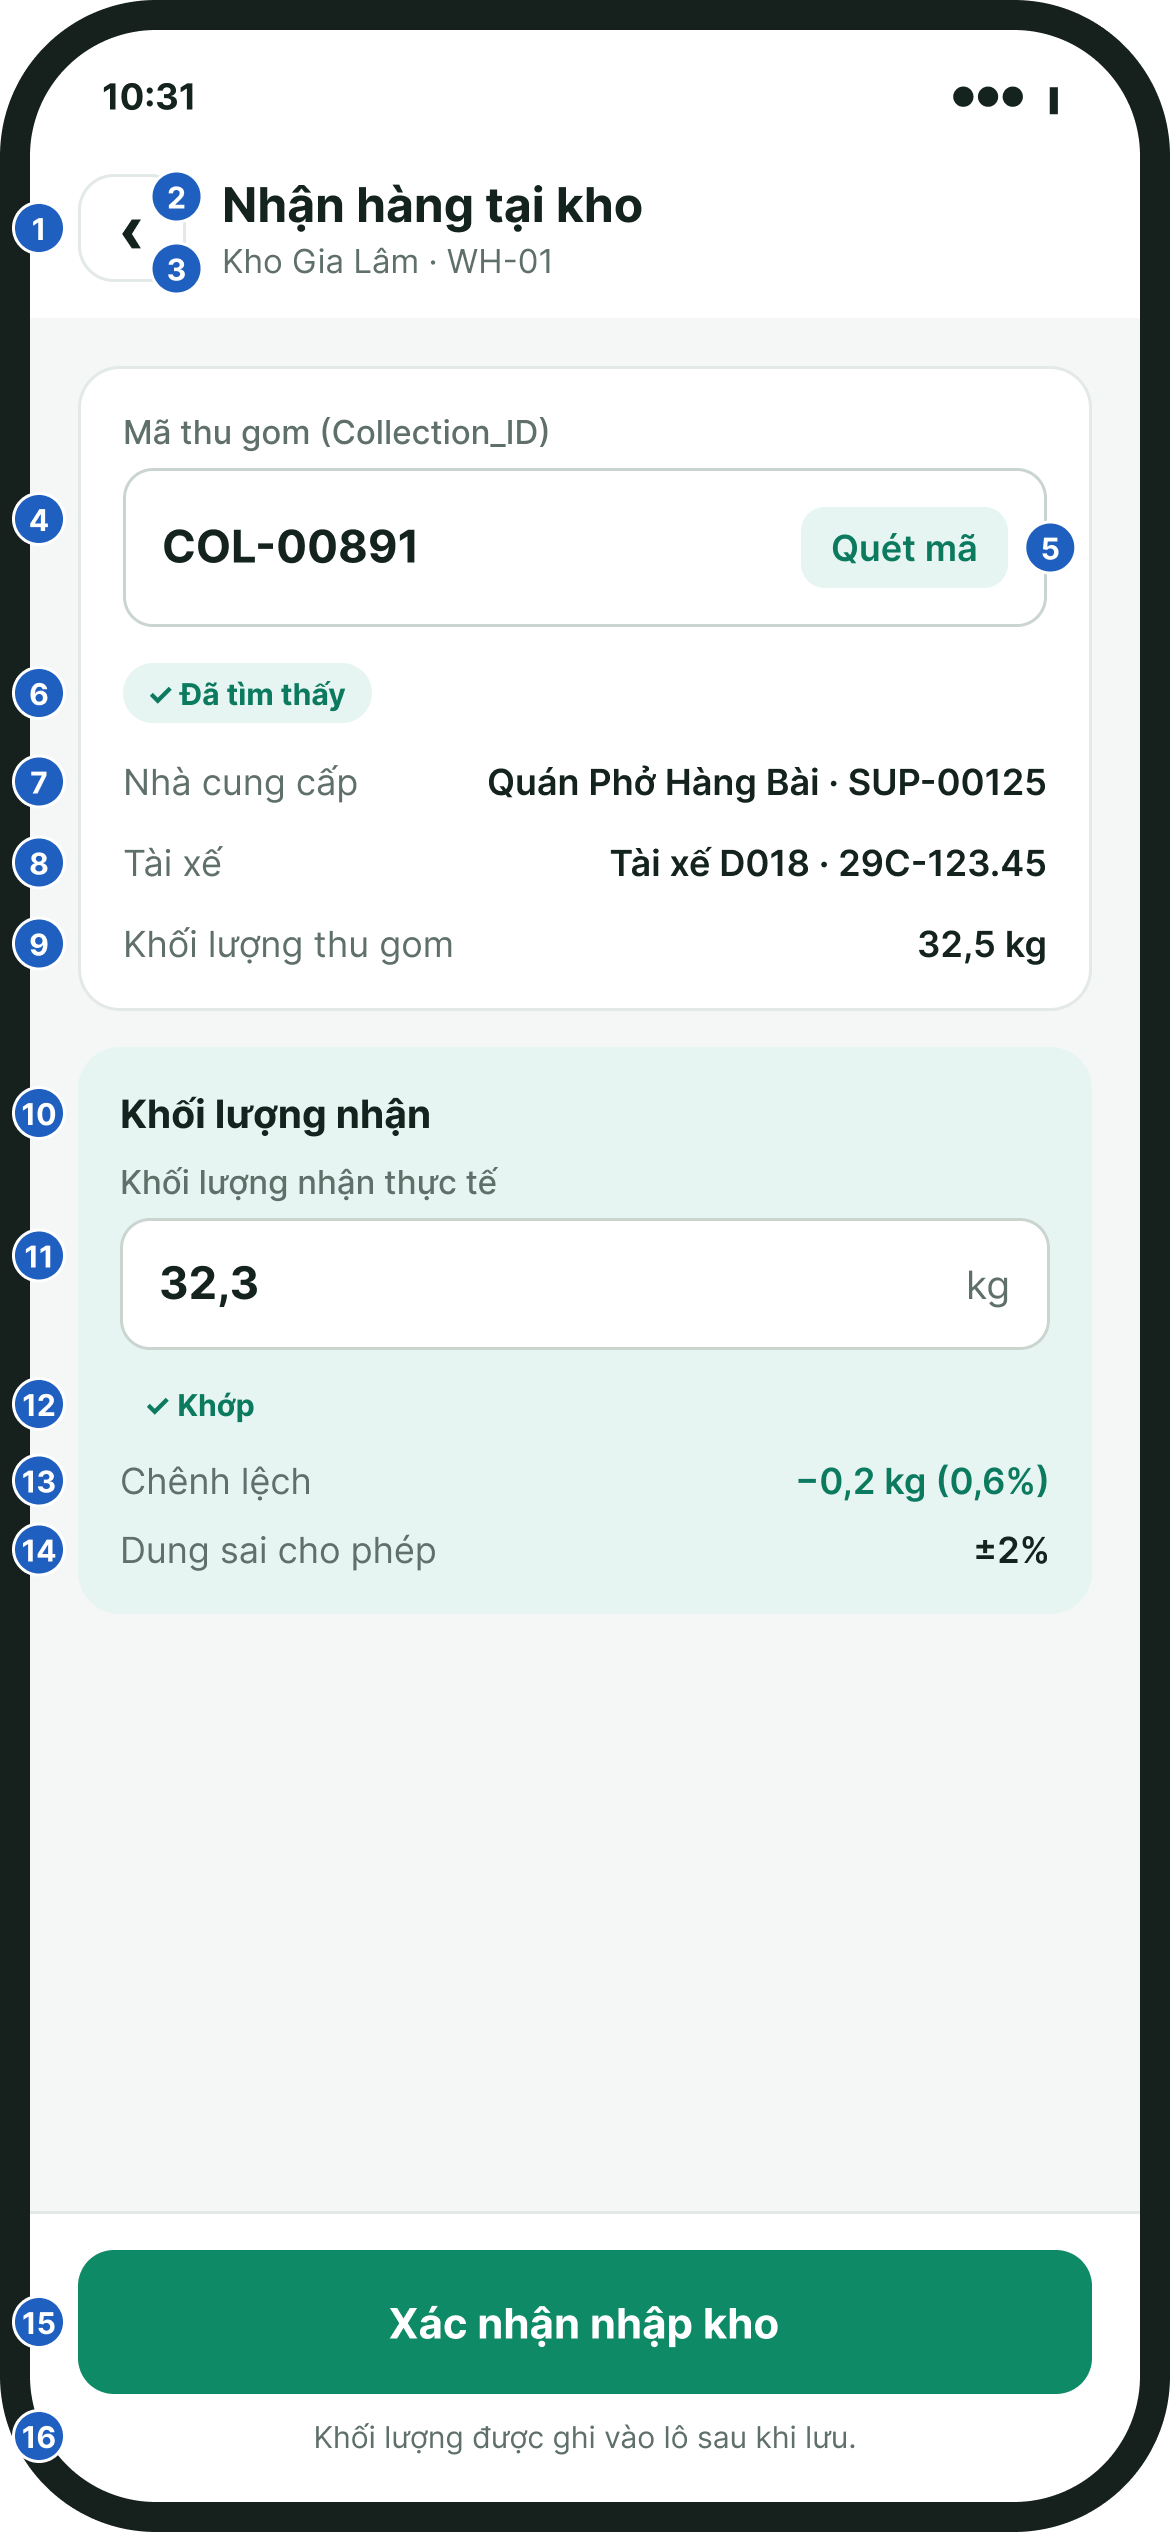 10:31
1
2
Nhận hàng tại kho
3
Kho Gia Lâm · WH-01
Mã thu gom (Collection_ID)
4
COL-00891
Quét mã
5
6
✓ Đã tìm thấy
7
Nhà cung cấp
Quán Phở Hàng Bài · SUP-00125
8
Tài xế
Tài xế D018 · 29C-123.45
9
Khối lượng thu gom
32,5 kg
10
Khối lượng nhận
Khối lượng nhận thực tế
11
32,3
kg
12
✓ Khớp
13
Chênh lệch
−0,2 kg (0,6%)
14
Dung sai cho phép
±2%
15
Xác nhận nhập kho
16
Khối lượng được ghi vào lô sau khi lưu.